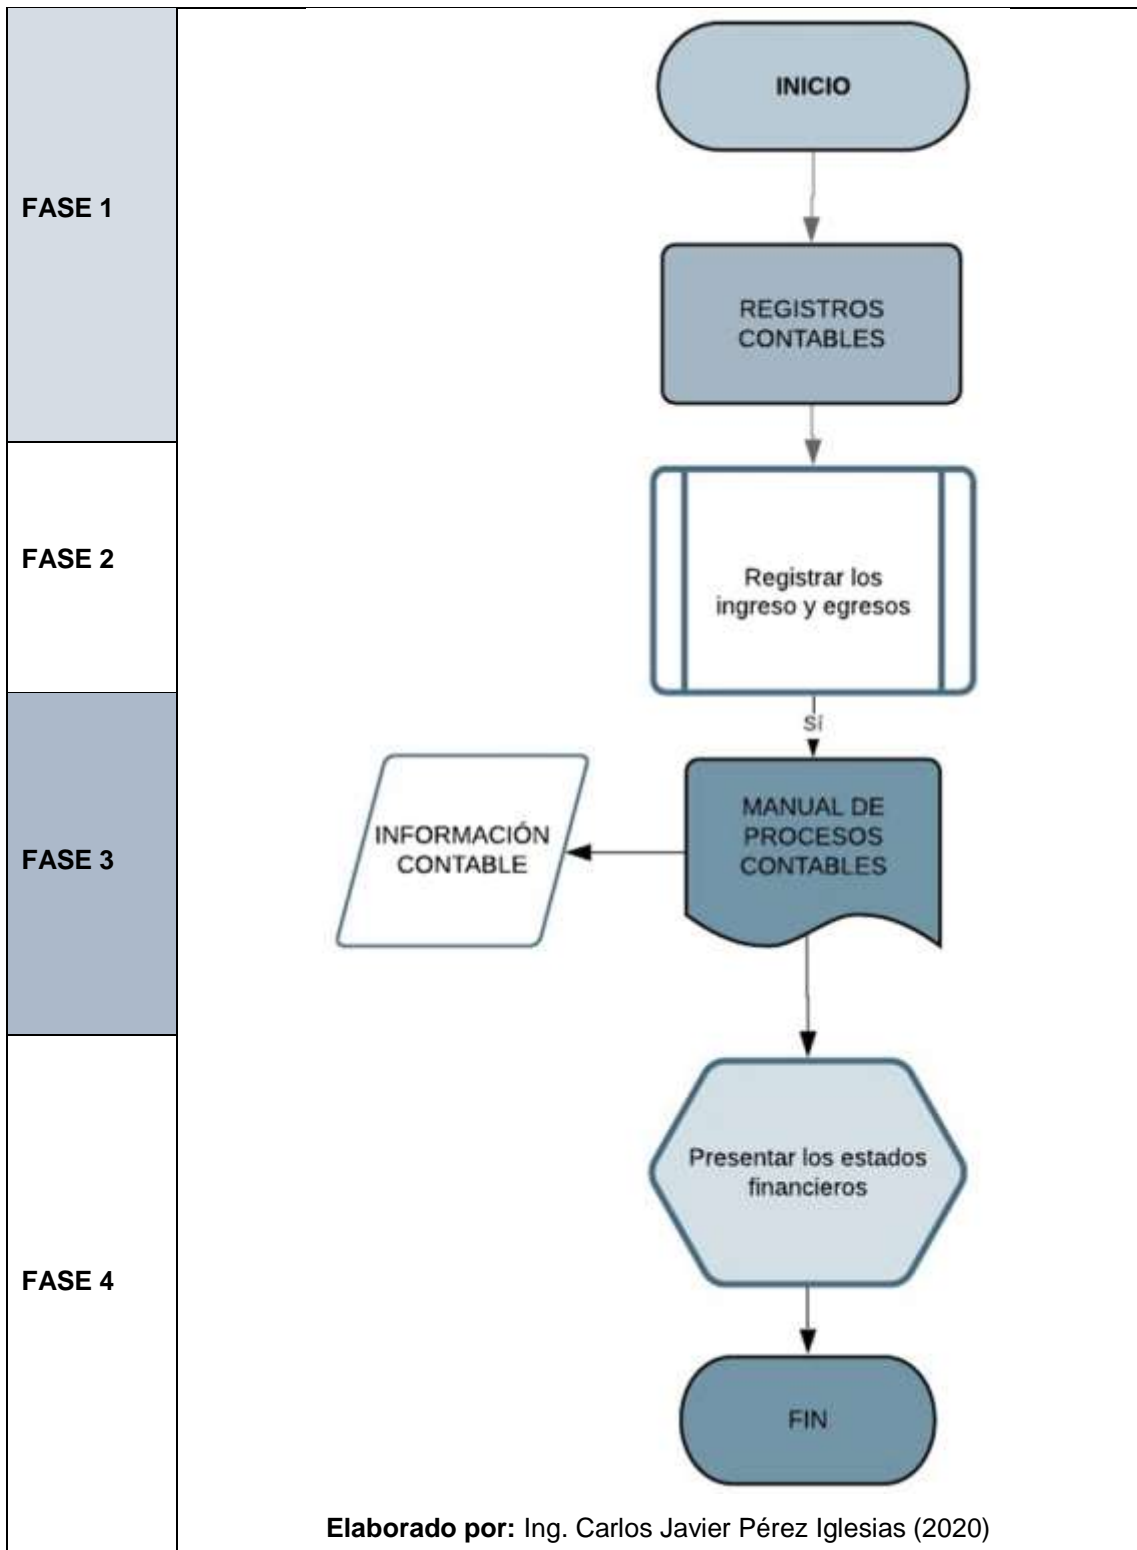 INICIO
FASE 1
REGISTROS
CONTABLES
FASE 2
Registrar los
ingreso y egresos
Sí
FASE 3
INFORMACIÓN
CONTABLE
MANUAL DE
PROCESOS
CONTABLES
Presentar los estados
financieros
FASE 4
FIN
Elaborado por: Ing. Carlos Javier Pérez Iglesias (2020)